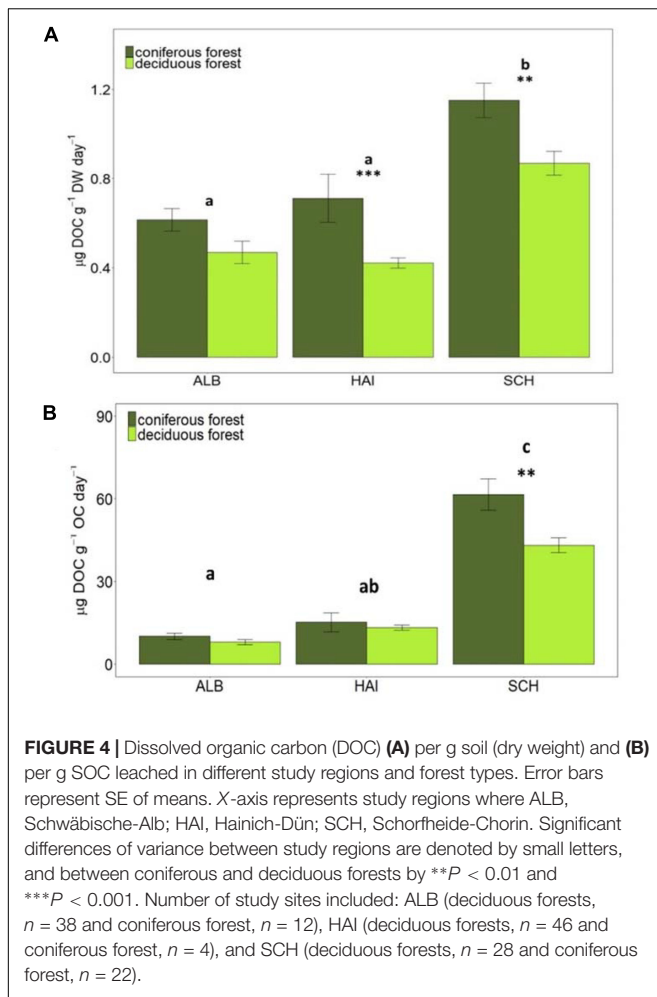 A
coniferous forest
deciduous forest
µg DOC g⁻¹ DW day⁻¹
1.2
0.8
0.4
0.0
a
a
***
b
**
ALB HAI SCH
B
coniferous forest
deciduous forest
µg DOC g⁻¹ OC day⁻¹
90
60
30
0
a
ab
c
**
ALB HAI SCH
FIGURE 4 | Dissolved organic carbon (DOC) (A) per g soil (dry weight) and (B)
per g SOC leached in different study regions and forest types. Error bars
represent SE of means. X-axis represents study regions where ALB,
Schwäbische-Alb; HAI, Hainich-Dün; SCH, Schorfheide-Chorin. Significant
differences of variance between study regions are denoted by small letters,
and between coniferous and deciduous forests by **P < 0.01 and
***P < 0.001. Number of study sites included: ALB (deciduous forests,
n = 38 and coniferous forest, n = 12), HAI (deciduous forests, n = 46 and
coniferous forest, n = 4), and SCH (deciduous forests, n = 28 and coniferous
forest, n = 22).